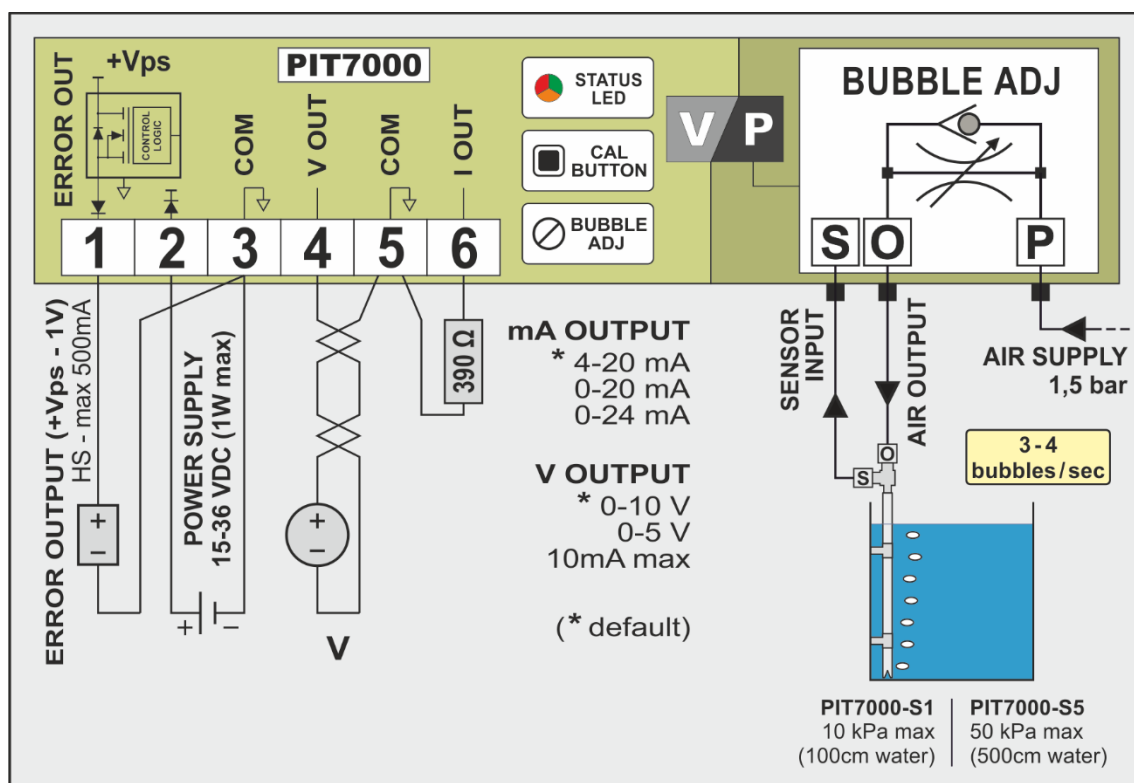 PIT7000
ERROR OUT
+Vps
CONTROL
LOGIC
COM
V OUT
COM
I OUT
1
2
3
4
5
6
STATUS
LED
CAL
BUTTON
BUBBLE
ADJ
V
P
BUBBLE ADJ
S
O
P
ERROR OUTPUT (+Vps - 1V)
HS - max 500mA
+
-
POWER SUPPLY
15-36 VDC (1W max)
+
-
+
-
V
390 Ω
mA OUTPUT
* 4-20 mA
0-20 mA
0-24 mA
V OUTPUT
* 0-10 V
0-5 V
10mA max
(* default)
SENSOR
INPUT
AIR OUTPUT
AIR SUPPLY
1,5 bar
3 - 4
bubbles/sec
O
S
PIT7000-S1
10 kPa max
(100cm water)
PIT7000-S5
50 kPa max
(500cm water)